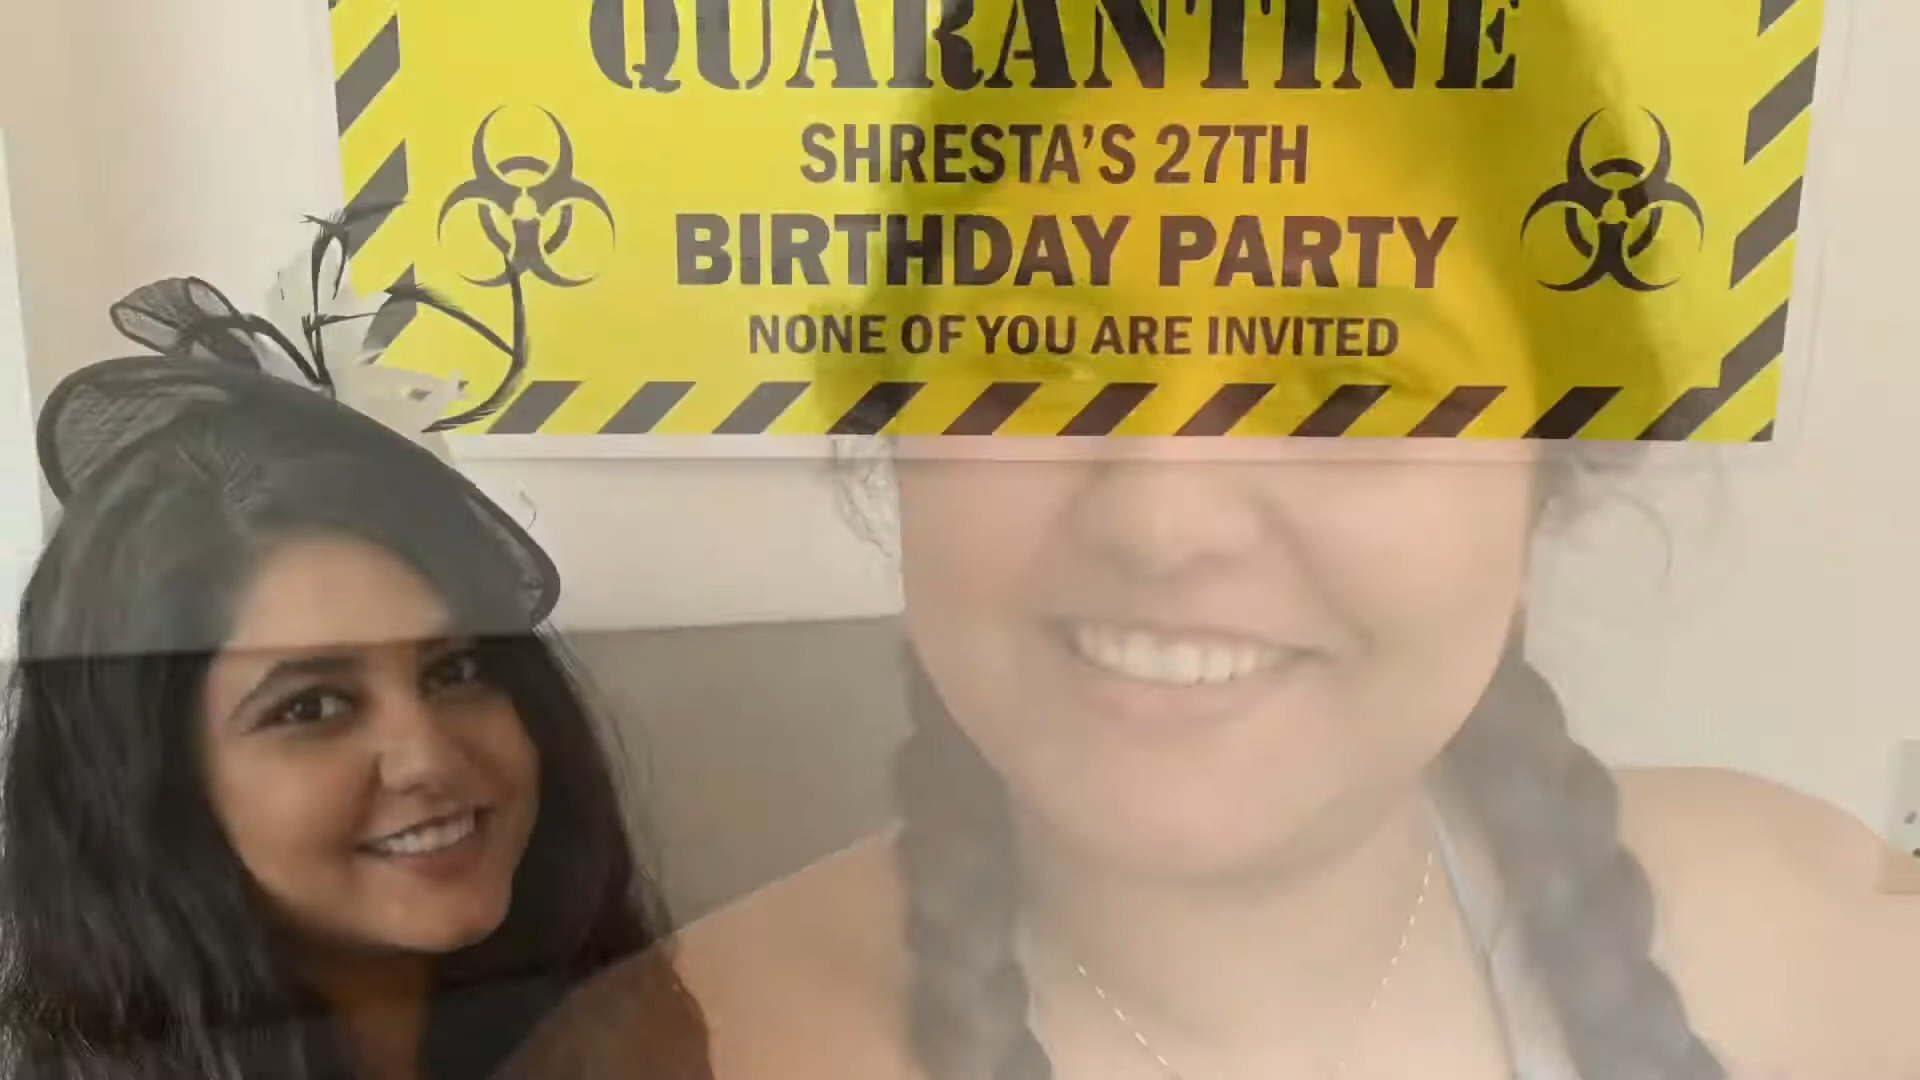 QUARANTINE
SHRESTA'S 27TH
BIRTHDAY PARTY
NONE OF YOU ARE INVITED